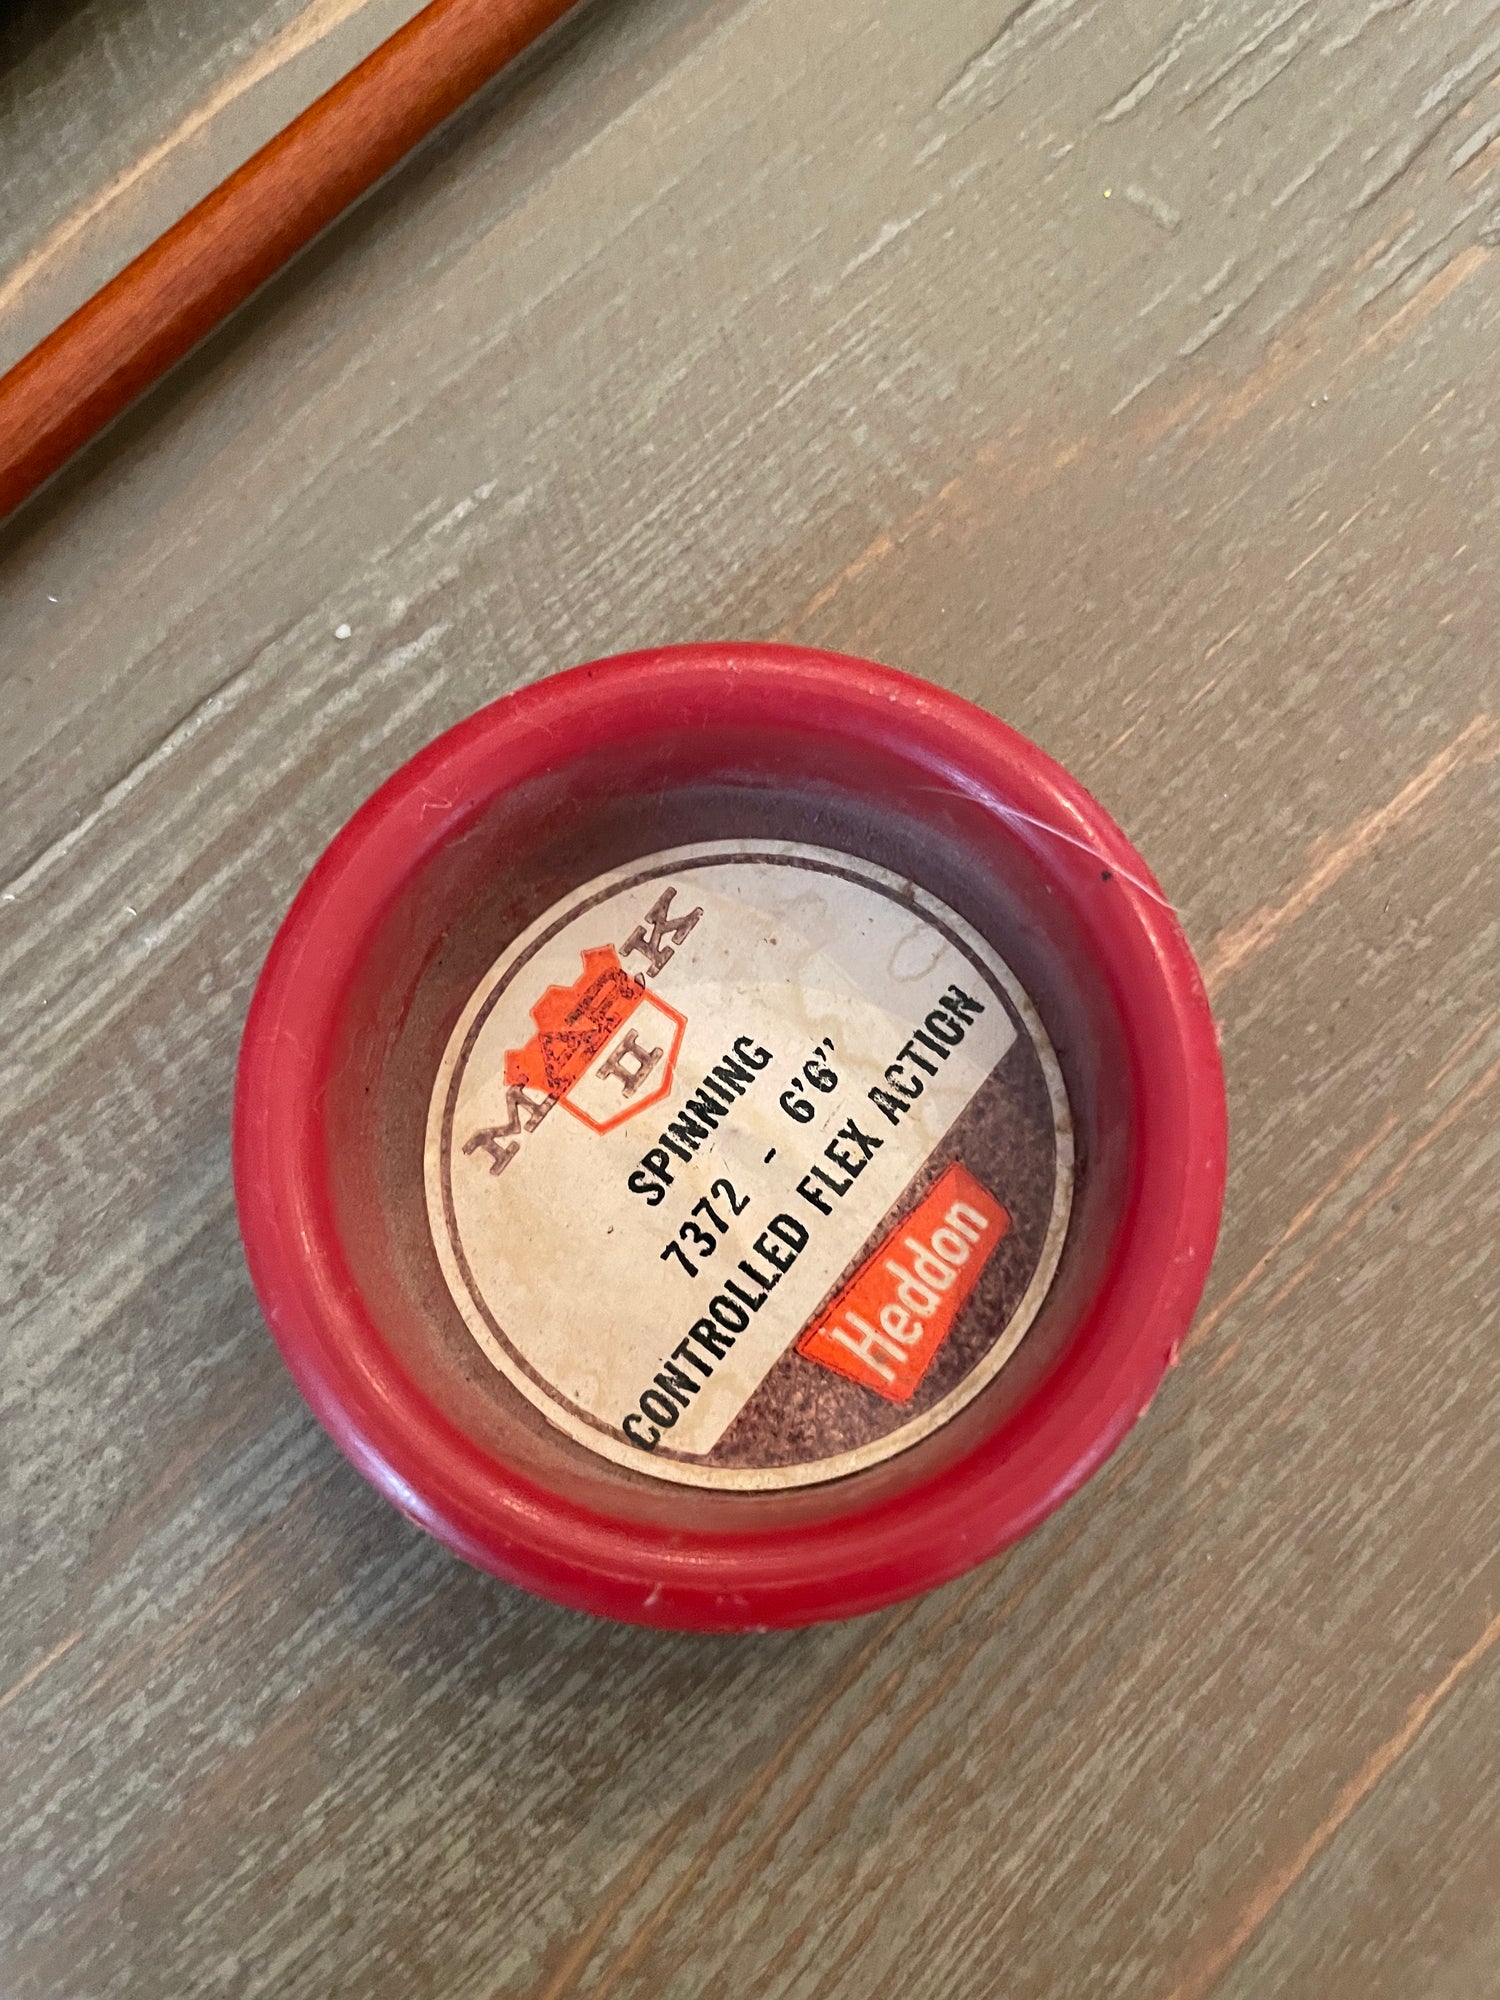 MARK
II
SPINNING
7372 - 6'6"
CONTROLLED FLEX ACTION
Heddon